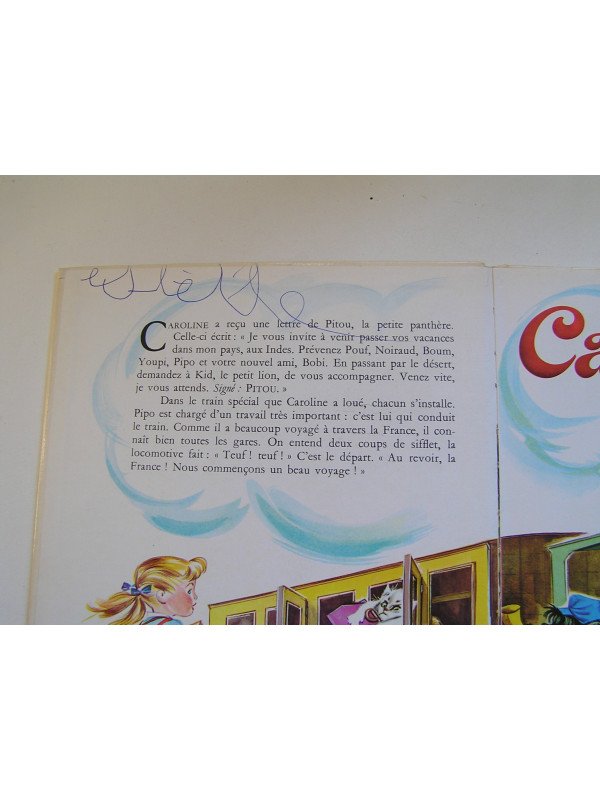 estèlle
CAROLINE a reçu une lettre de Pitou, la petite panthère.
Celle-ci écrit : « Je vous invite à venir passer vos vacances
dans mon pays, aux Indes. Prévenez Pouf, Noiraud, Boum,
Youpi, Pipo et votre nouvel ami, Bobi. En passant par le désert,
demandez à Kid, le petit lion, de vous accompagner. Venez vite,
je vous attends. Signé : PITOU. »
Dans le train spécial que Caroline a loué, chacun s'installe.
Pipo est chargé d'un travail très important : c'est lui qui conduit
le train. Comme il a beaucoup voyagé à travers la France, il con-
naît bien toutes les gares. On entend deux coups de sifflet, la
locomotive fait : « Teuf ! teuf ! » C'est le départ. « Au revoir, la
France ! Nous commençons un beau voyage ! »
Ca